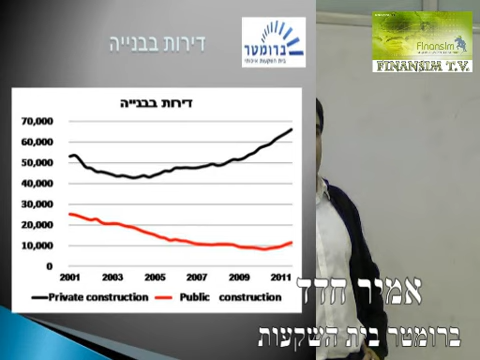 דירות בבנייה
ברומטר
בית השקעות איכותי
Finansim
FINANSIM T.V.
דירות בבנייה
70,000
60,000
50,000
40,000
30,000
20,000
10,000
0
2001 2003 2005 2007 2009 2011
Private construction Public construction
אמיר חדד
ברומטר בית השקעות